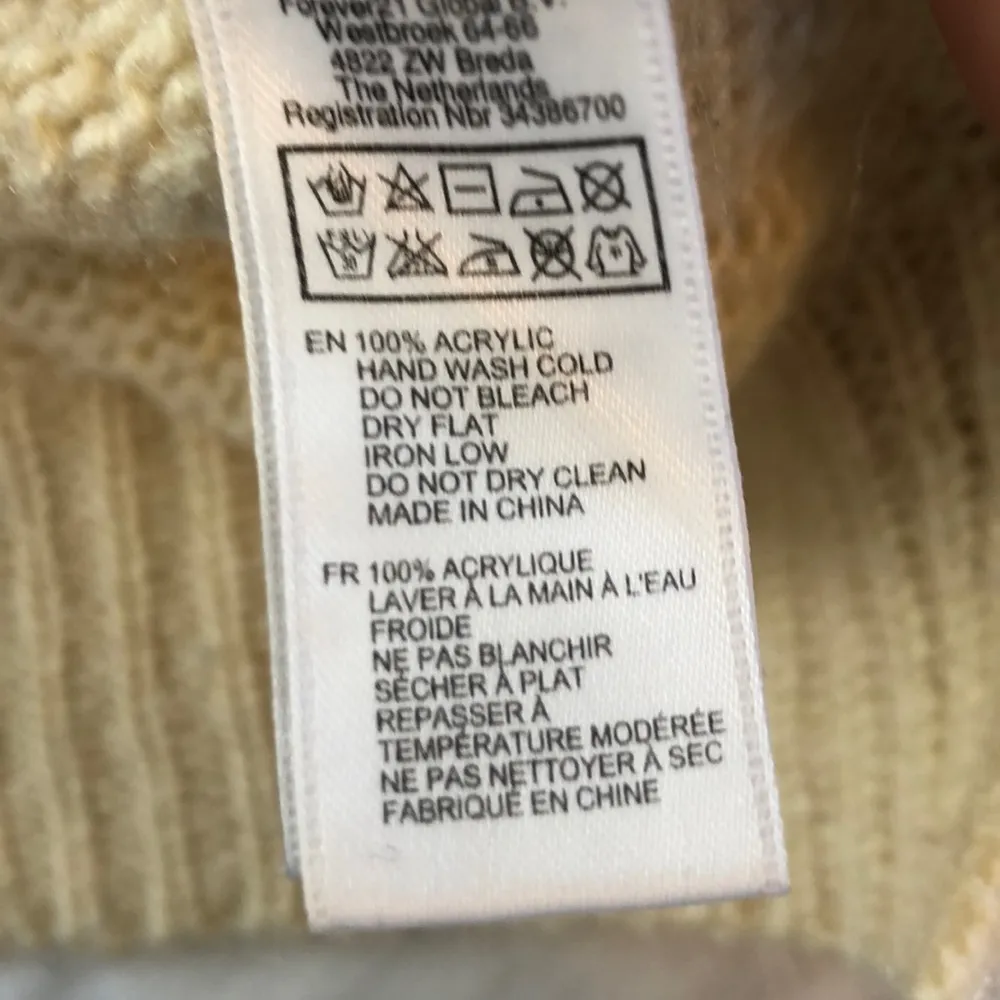 Forever21 Global B.V.
Westbroek 64-66
4822 ZW Breda
The Netherlands
Registration Nbr 34386700
EN 100% ACRYLIC
HAND WASH COLD
DO NOT BLEACH
DRY FLAT
IRON LOW
DO NOT DRY CLEAN
MADE IN CHINA
FR 100% ACRYLIQUE
LAVER À LA MAIN À L'EAU
FROIDE
NE PAS BLANCHIR
SÉCHER À PLAT
REPASSER À
TEMPÉRATURE MODÉRÉE
NE PAS NETTOYER À SEC
FABRIQUÉ EN CHINE